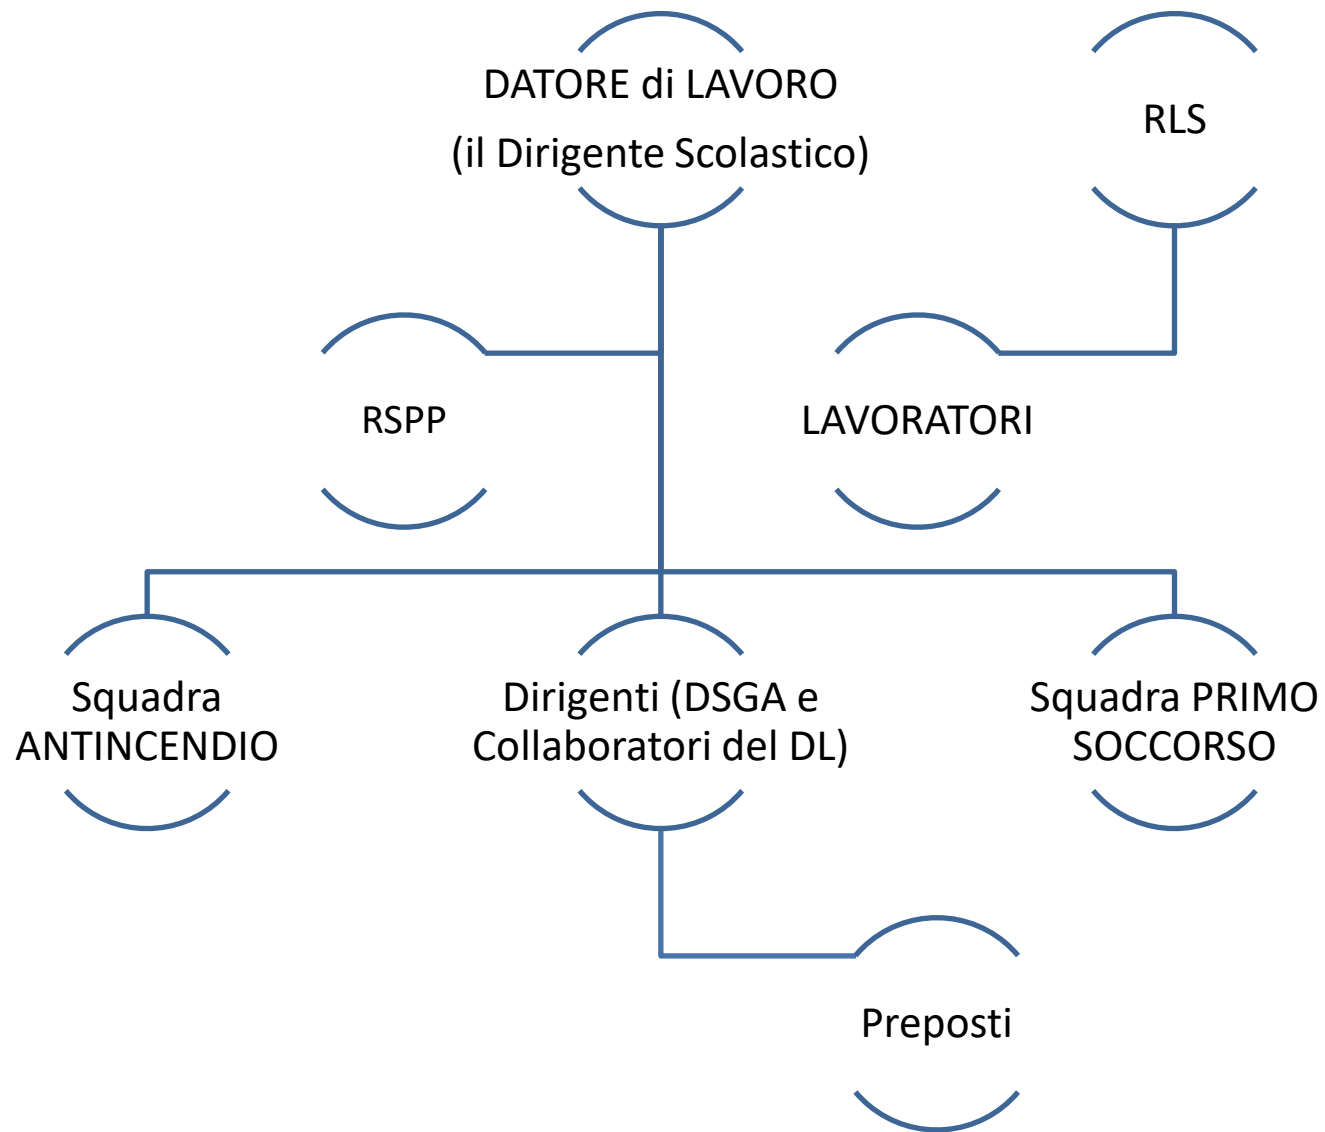 DATORE di LAVORO
(il Dirigente Scolastico)
RLS
RSPP
LAVORATORI
Squadra
ANTINCENDIO
Dirigenti (DSGA e
Collaboratori del DL)
Squadra PRIMO
SOCCORSO
Preposti